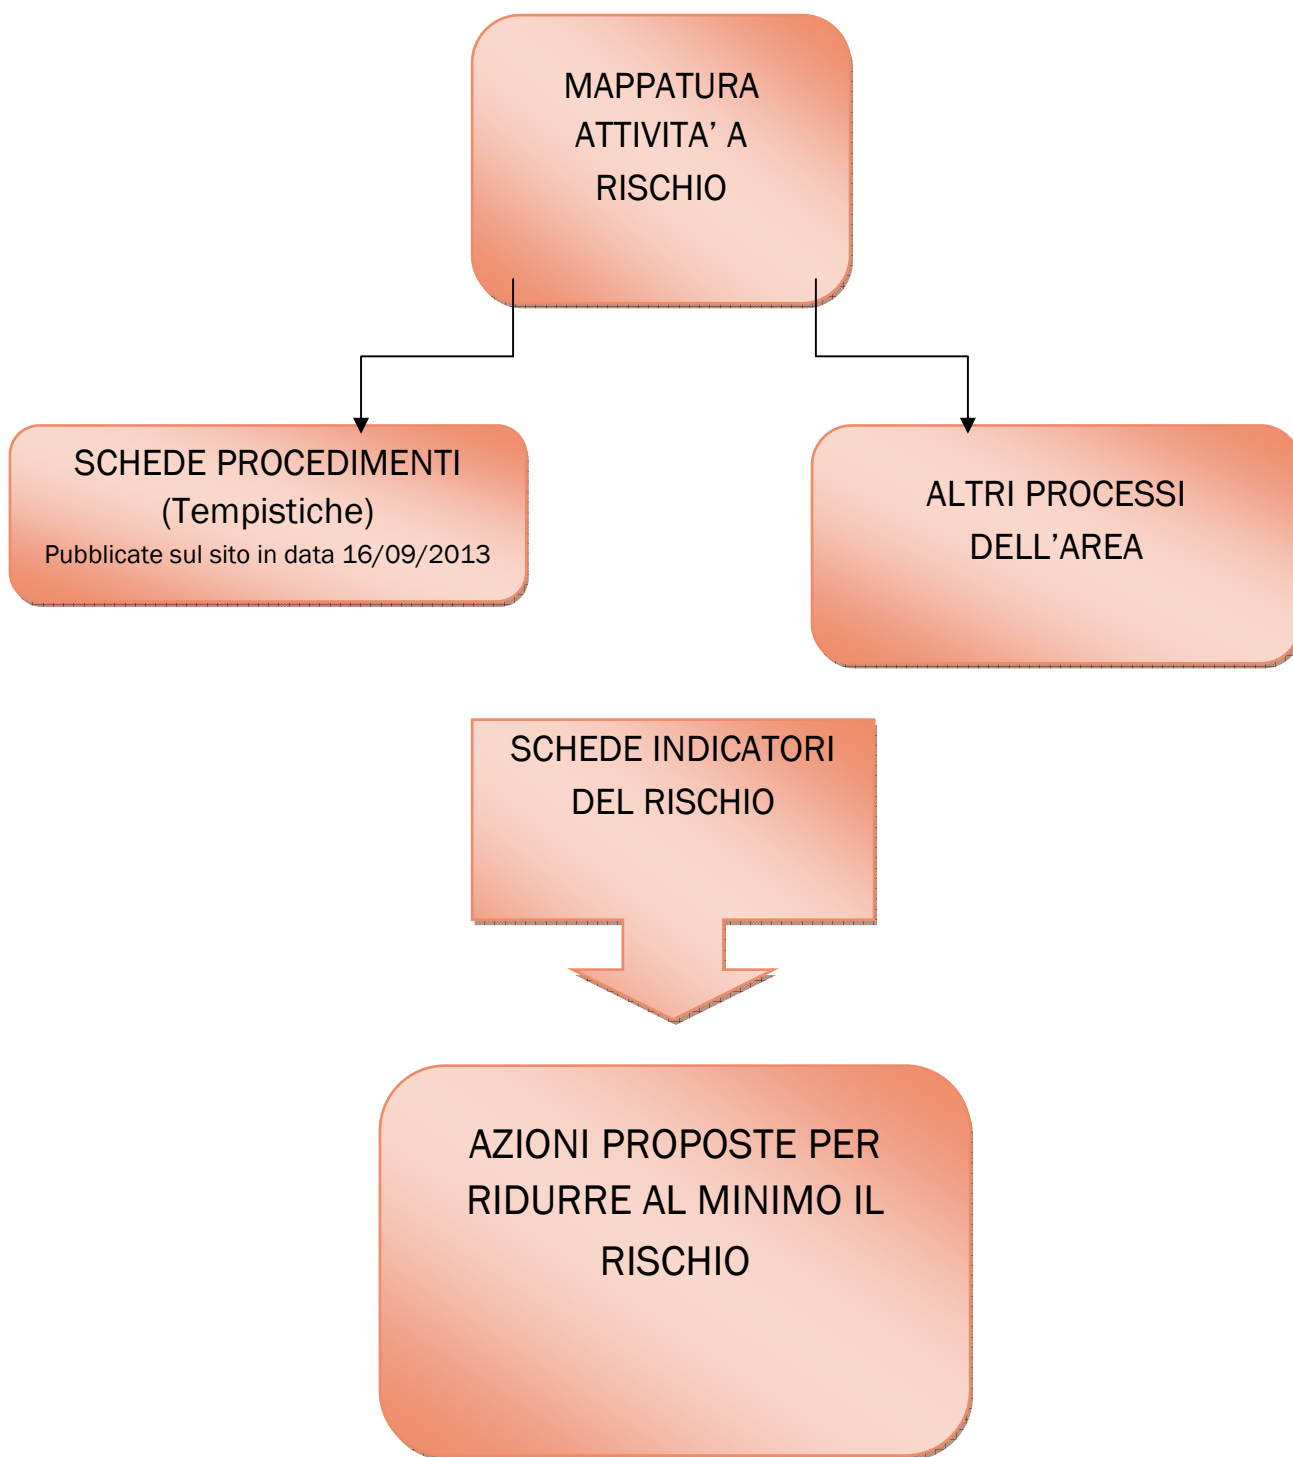 MAPPATURA
ATTIVITA’ A
RISCHIO
SCHEDE PROCEDIMENTI
(Tempistiche)
Pubblicate sul sito in data 16/09/2013
ALTRI PROCESSI
DELL’AREA
SCHEDE INDICATORI
DEL RISCHIO
AZIONI PROPOSTE PER
RIDURRE AL MINIMO IL
RISCHIO